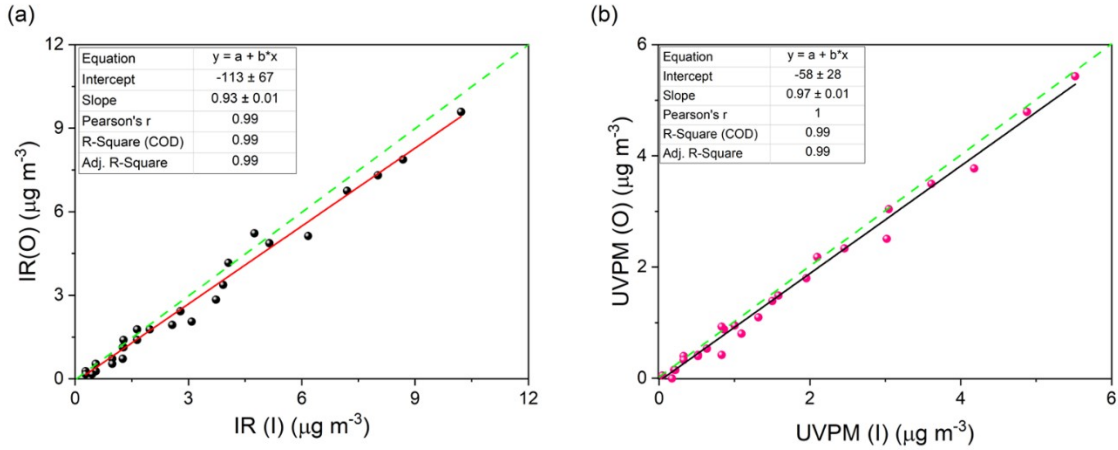 (a)
12
9
6
3
0
IR(O) (μg m-3)
Equation y = a + b*x
Intercept -113 ± 67
Slope 0.93 ± 0.01
Pearson's r 0.99
R-Square (COD) 0.99
Adj. R-Square 0.99
0 3 6 9 12
IR (I) (μg m-3)
(b)
6
4
2
0
UVPM (O) (μg m-3)
Equation y = a + b*x
Intercept -58 ± 28
Slope 0.97 ± 0.01
Pearson's r 1
R-Square (COD) 0.99
Adj. R-Square 0.99
0 2 4 6
UVPM (I) (μg m-3)